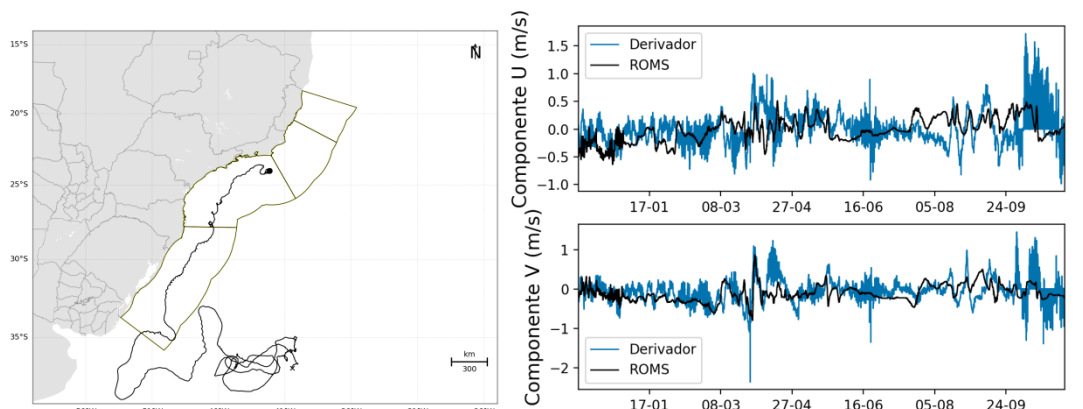 15°S
N
20°S
25°S
30°S
35°S
km
300
Componente U (m/s)
1.5
1.0
0.5
0.0
−0.5
−1.0
Derivador
ROMS
17-01
08-03
27-04
16-06
05-08
24-09
Componente V (m/s)
1
0
−1
−2
Derivador
ROMS
17-01
08-03
27-04
16-06
05-08
24-09